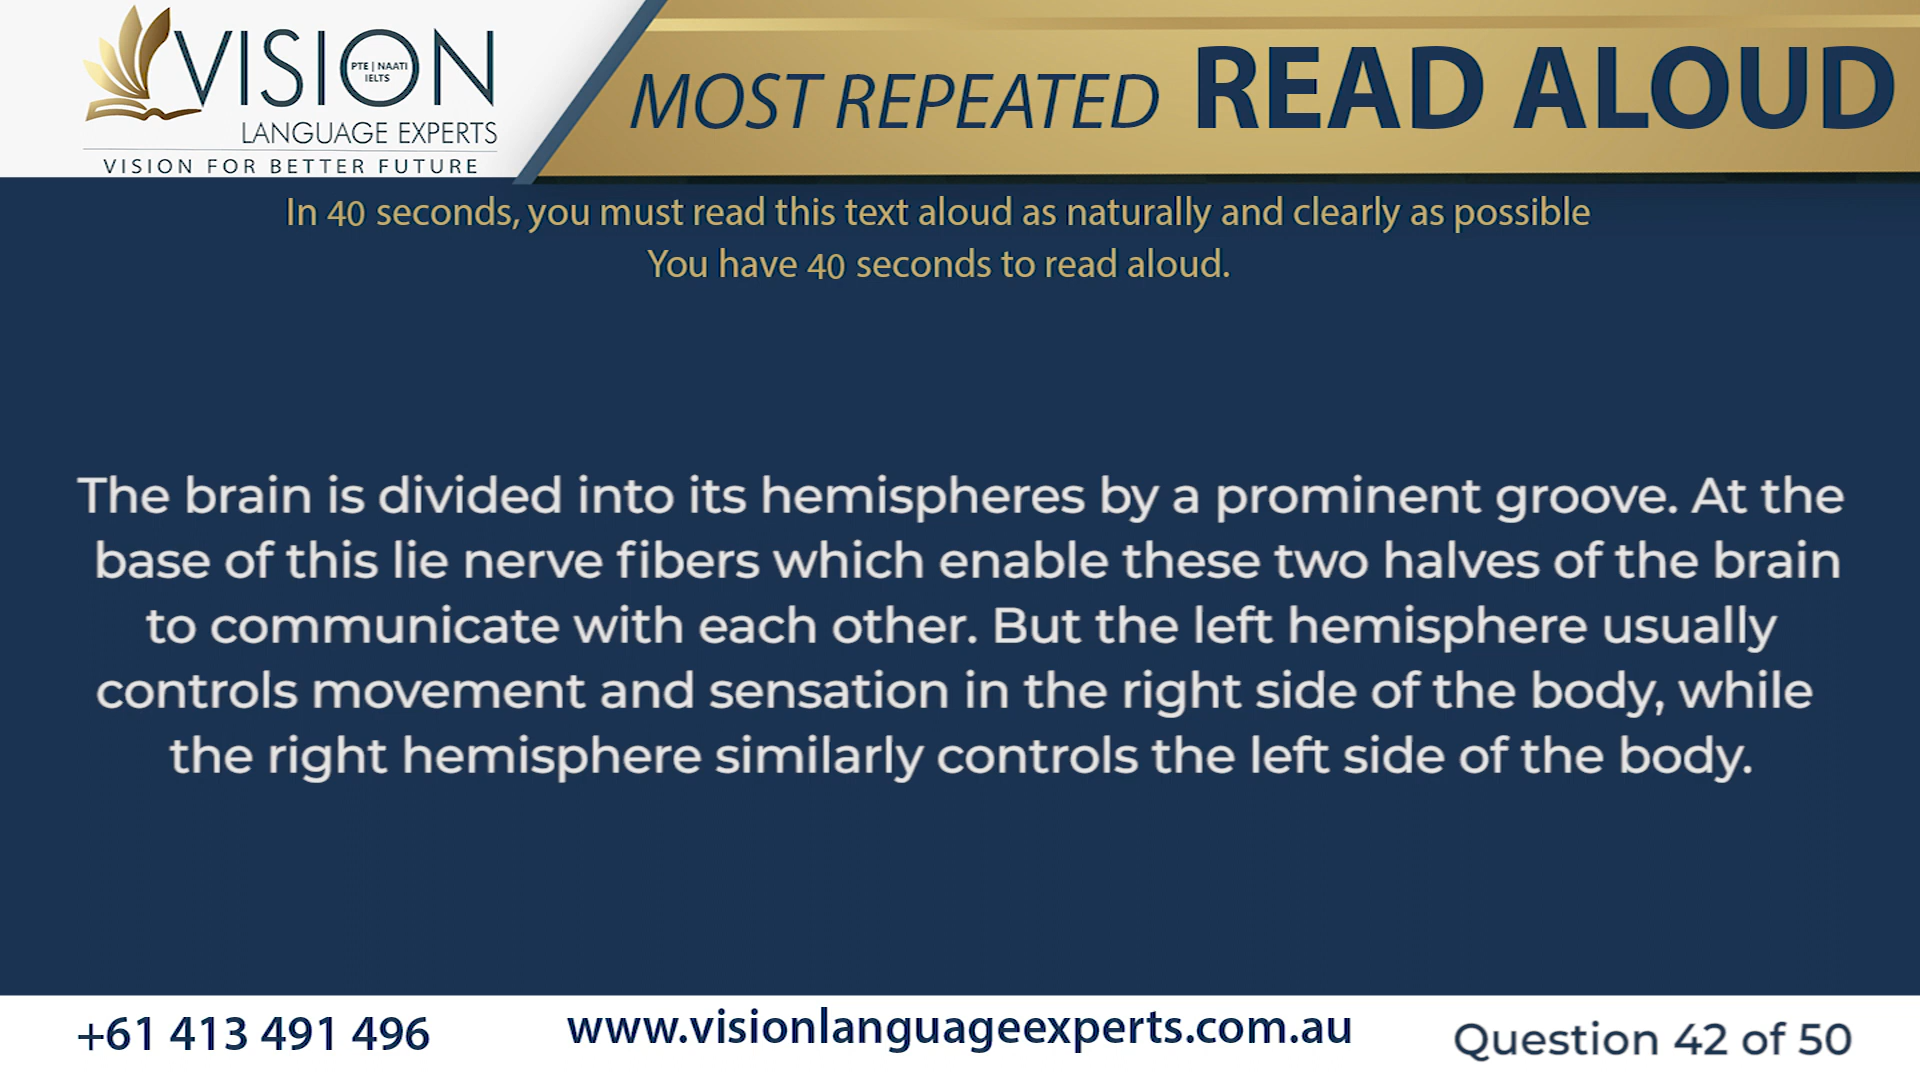 VISION
PTE | NAATI
IELTS
LANGUAGE EXPERTS
VISION FOR BETTER FUTURE
MOST REPEATED READ ALOUD
In 40 seconds, you must read this text aloud as naturally and clearly as possible
You have 40 seconds to read aloud.
The brain is divided into its hemispheres by a prominent groove. At the
base of this lie nerve fibers which enable these two halves of the brain
to communicate with each other. But the left hemisphere usually
controls movement and sensation in the right side of the body, while
the right hemisphere similarly controls the left side of the body.
+61 413 491 496
www.visionlanguageexperts.com.au
Question 42 of 50